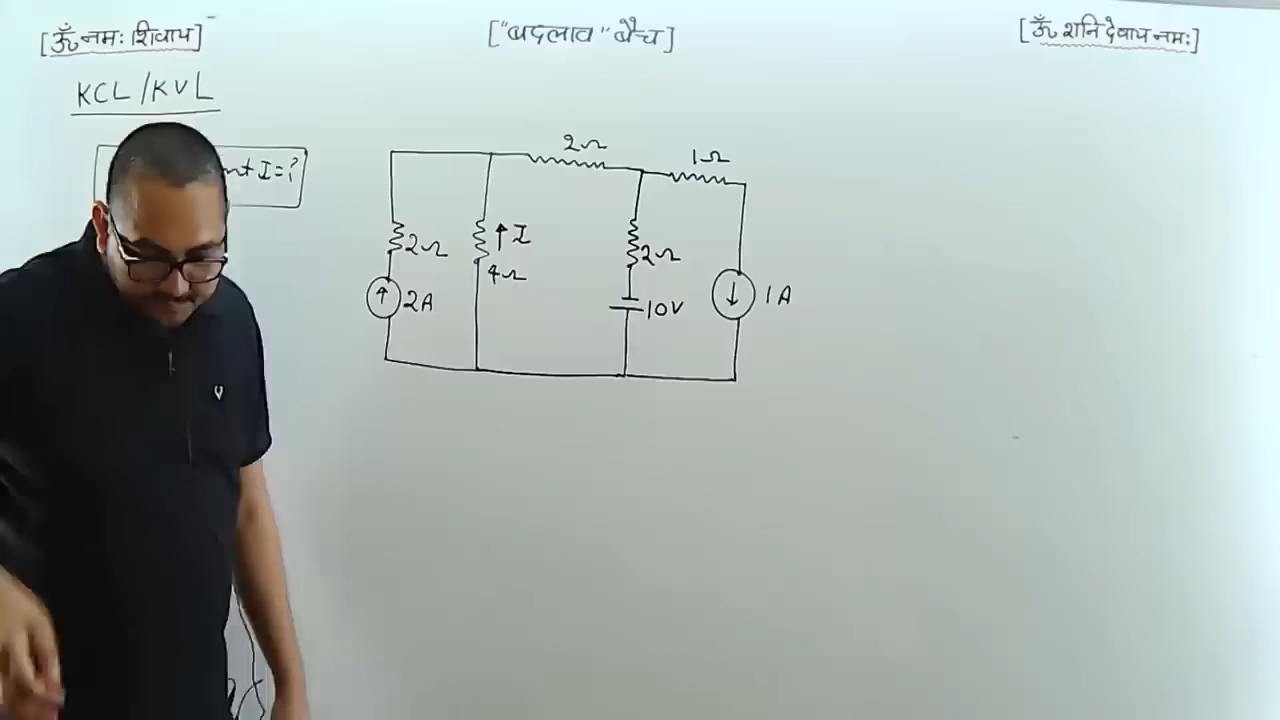 [ॐ नमः शिवाय]
["बदलाव" बैच]
[ॐ शनि देवाय नमः]
KCL/KVL
I=?
2Ω
1Ω
2Ω
↑I
2Ω
4Ω
↑
2A
10V
↓
1A